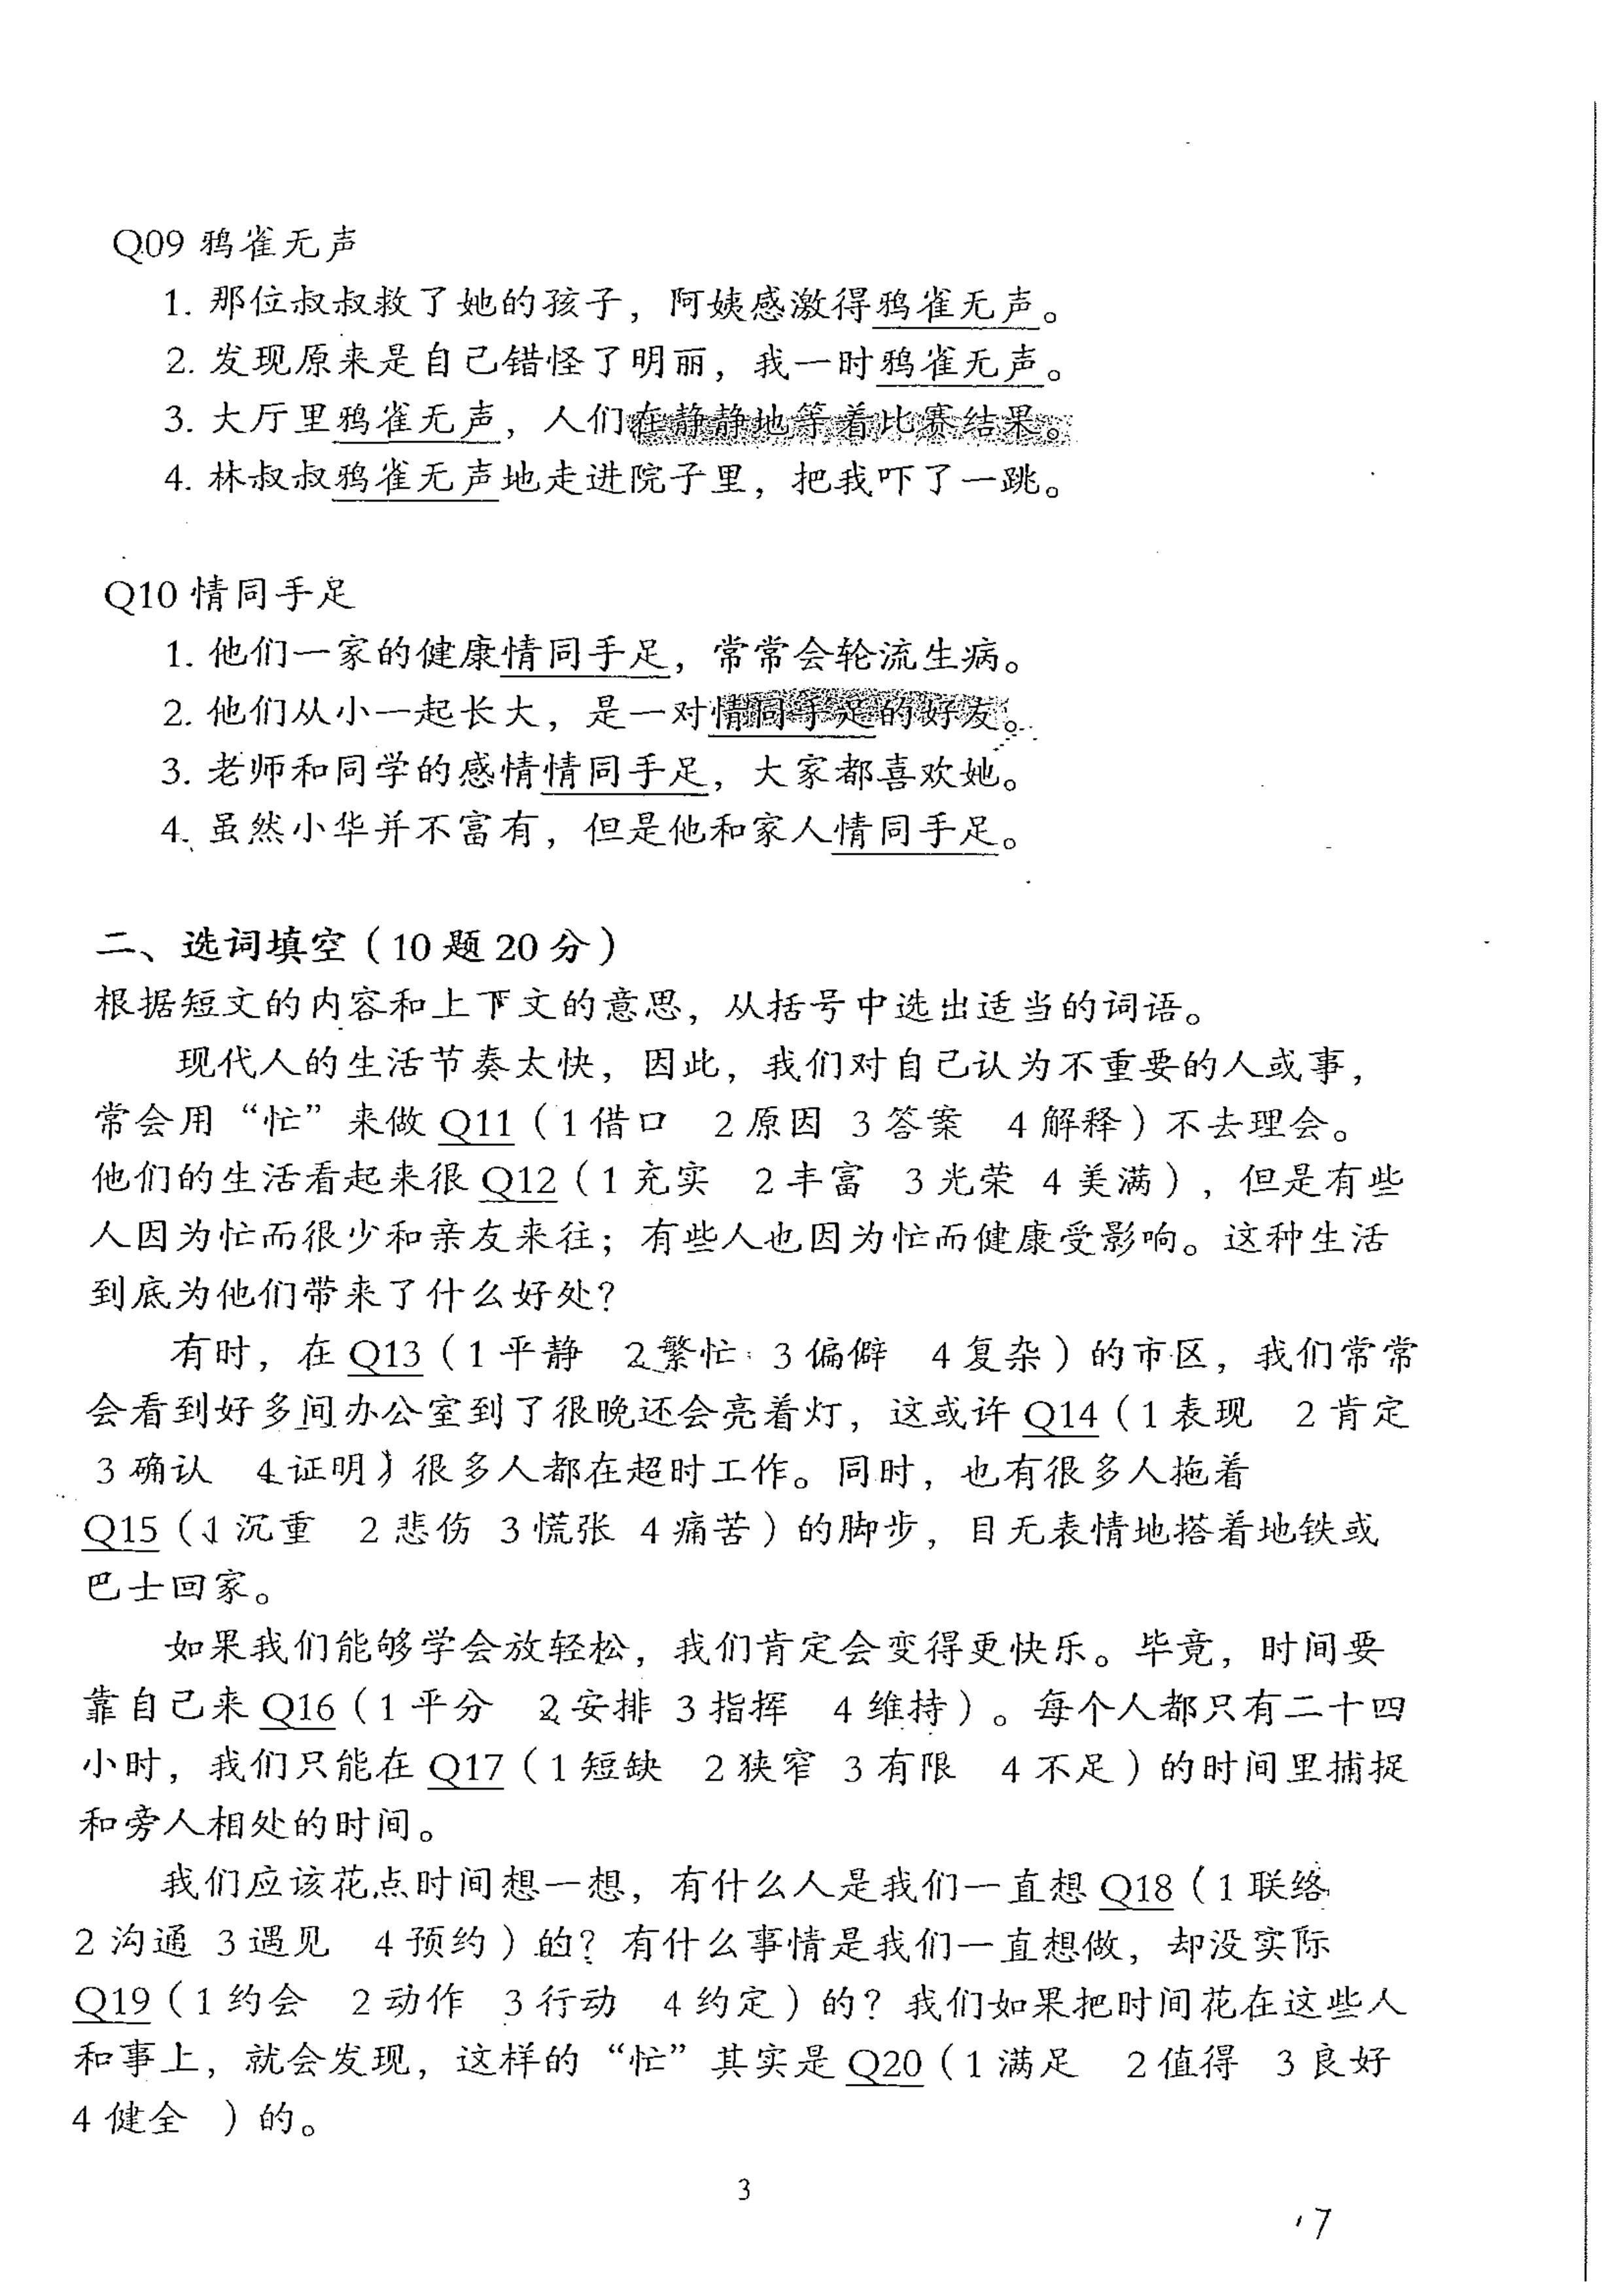 Q09 鸦雀无声
1. 那位叔叔救了她的孩子，阿姨感激得鸦雀无声。
2. 发现原来是自己错怪了明丽，我一时鸦雀无声。
3. 大厅里鸦雀无声，人们在静静地等着比赛结果。
4. 林叔叔鸦雀无声地走进院子里，把我吓了一跳。
Q10 情同手足
1. 他们一家的健康情同手足，常常会轮流生病。
2. 他们从小一起长大，是一对情同手足的好友。
3. 老师和同学的感情情同手足，大家都喜欢她。
4. 虽然小华并不富有，但是他和家人情同手足。
二、选词填空（10 题 20 分）
根据短文的内容和上下文的意思，从括号中选出适当的词语。
现代人的生活节奏太快，因此，我们对自己认为不重要的人或事，
常会用“忙”来做 Q11（1 借口 2 原因 3 答案 4 解释）不去理会。
他们的生活看起来很 Q12（1 充实 2 丰富 3 光荣 4 美满），但是有些
人因为忙而很少和亲友来往；有些人也因为忙而健康受影响。这种生活
到底为他们带来了什么好处？
有时，在 Q13（1 平静 2 繁忙 3 偏僻 4 复杂）的市区，我们常常
会看到好多间办公室到了很晚还会亮着灯，这或许 Q14（1 表现 2 肯定
3 确认 4 证明）很多人都在超时工作。同时，也有很多人拖着
Q15（1 沉重 2 悲伤 3 慌张 4 痛苦）的脚步，目无表情地搭着地铁或
巴士回家。
如果我们能够学会放轻松，我们肯定会变得更快乐。毕竟，时间要
靠自己来 Q16（1 平分 2 安排 3 指挥 4 维持）。每个人都只有二十四
小时，我们只能在 Q17（1 短缺 2 狭窄 3 有限 4 不足）的时间里捕捉
和旁人相处的时间。
我们应该花点时间想一想，有什么人是我们一直想 Q18（1 联络
2 沟通 3 遇见 4 预约）的？有什么事情是我们一直想做，却没实际
Q19（1 约会 2 动作 3 行动 4 约定）的？我们如果把时间花在这些人
和事上，就会发现，这样的“忙”其实是 Q20（1 满足 2 值得 3 良好
4 健全 ）的。
3
17